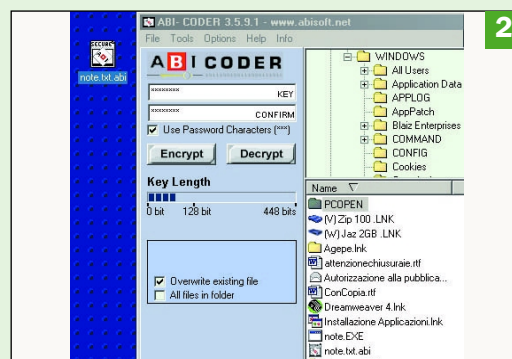 2
SECURE
note.txt.abi
ABI- CODER 3.5.9.1 - www.abisoft.net
File Tools Options Help Info
ABI CODER
******** KEY
******** CONFIRM
Use Password Characters (***)
Encrypt Decrypt
Key Length
0 bit 128 bit 448 bits
Overwrite existing file
All files in folder
WINDOWS
All Users
Application Data
APPLOG
AppPatch
Blaiz Enterprises
COMMAND
CONFIG
Cookies
Name
PCOPEN
(V) Zip 100 .LNK
(W) Jaz 2GB .LNK
Agepe.lnk
attenzionechiusuraie.rtf
Autorizzazione alla pubblica...
ConCopia.rtf
Dreamweaver 4.lnk
Installazione Applicazioni.lnk
note.EXE
note.txt.abi